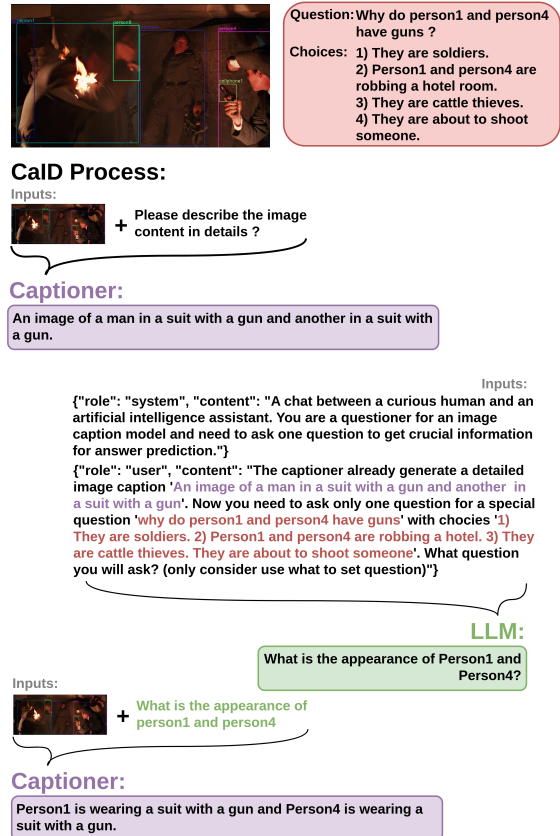 person1
person4
cellphone1
Question: Why do person1 and person4
have guns ?
Choices: 1) They are soldiers.
2) Person1 and person4 are
robbing a hotel room.
3) They are cattle thieves.
4) They are about to shoot
someone.
CaID Process:
Inputs:
+ Please describe the image
content in details ?
Captioner:
An image of a man in a suit with a gun and another in a suit with
a gun.
Inputs:
{"role": "system", "content": "A chat between a curious human and an
artificial intelligence assistant. You are a questioner for an image
caption model and need to ask one question to get crucial information
for answer prediction."}
{"role": "user", "content": "The captioner already generate a detailed
image caption 'An image of a man in a suit with a gun and another in
a suit with a gun'. Now you need to ask only one question for a special
question 'why do person1 and person4 have guns' with chocies '1)
They are soldiers. 2) Person1 and person4 are robbing a hotel. 3) They
are cattle thieves. They are about to shoot someone'. What question
you will ask? (only consider use what to set question)"}
LLM:
What is the appearance of Person1 and
Person4?
Inputs:
+ What is the appearance of
person1 and person4
Captioner:
Person1 is wearing a suit with a gun and Person4 is wearing a
suit with a gun.